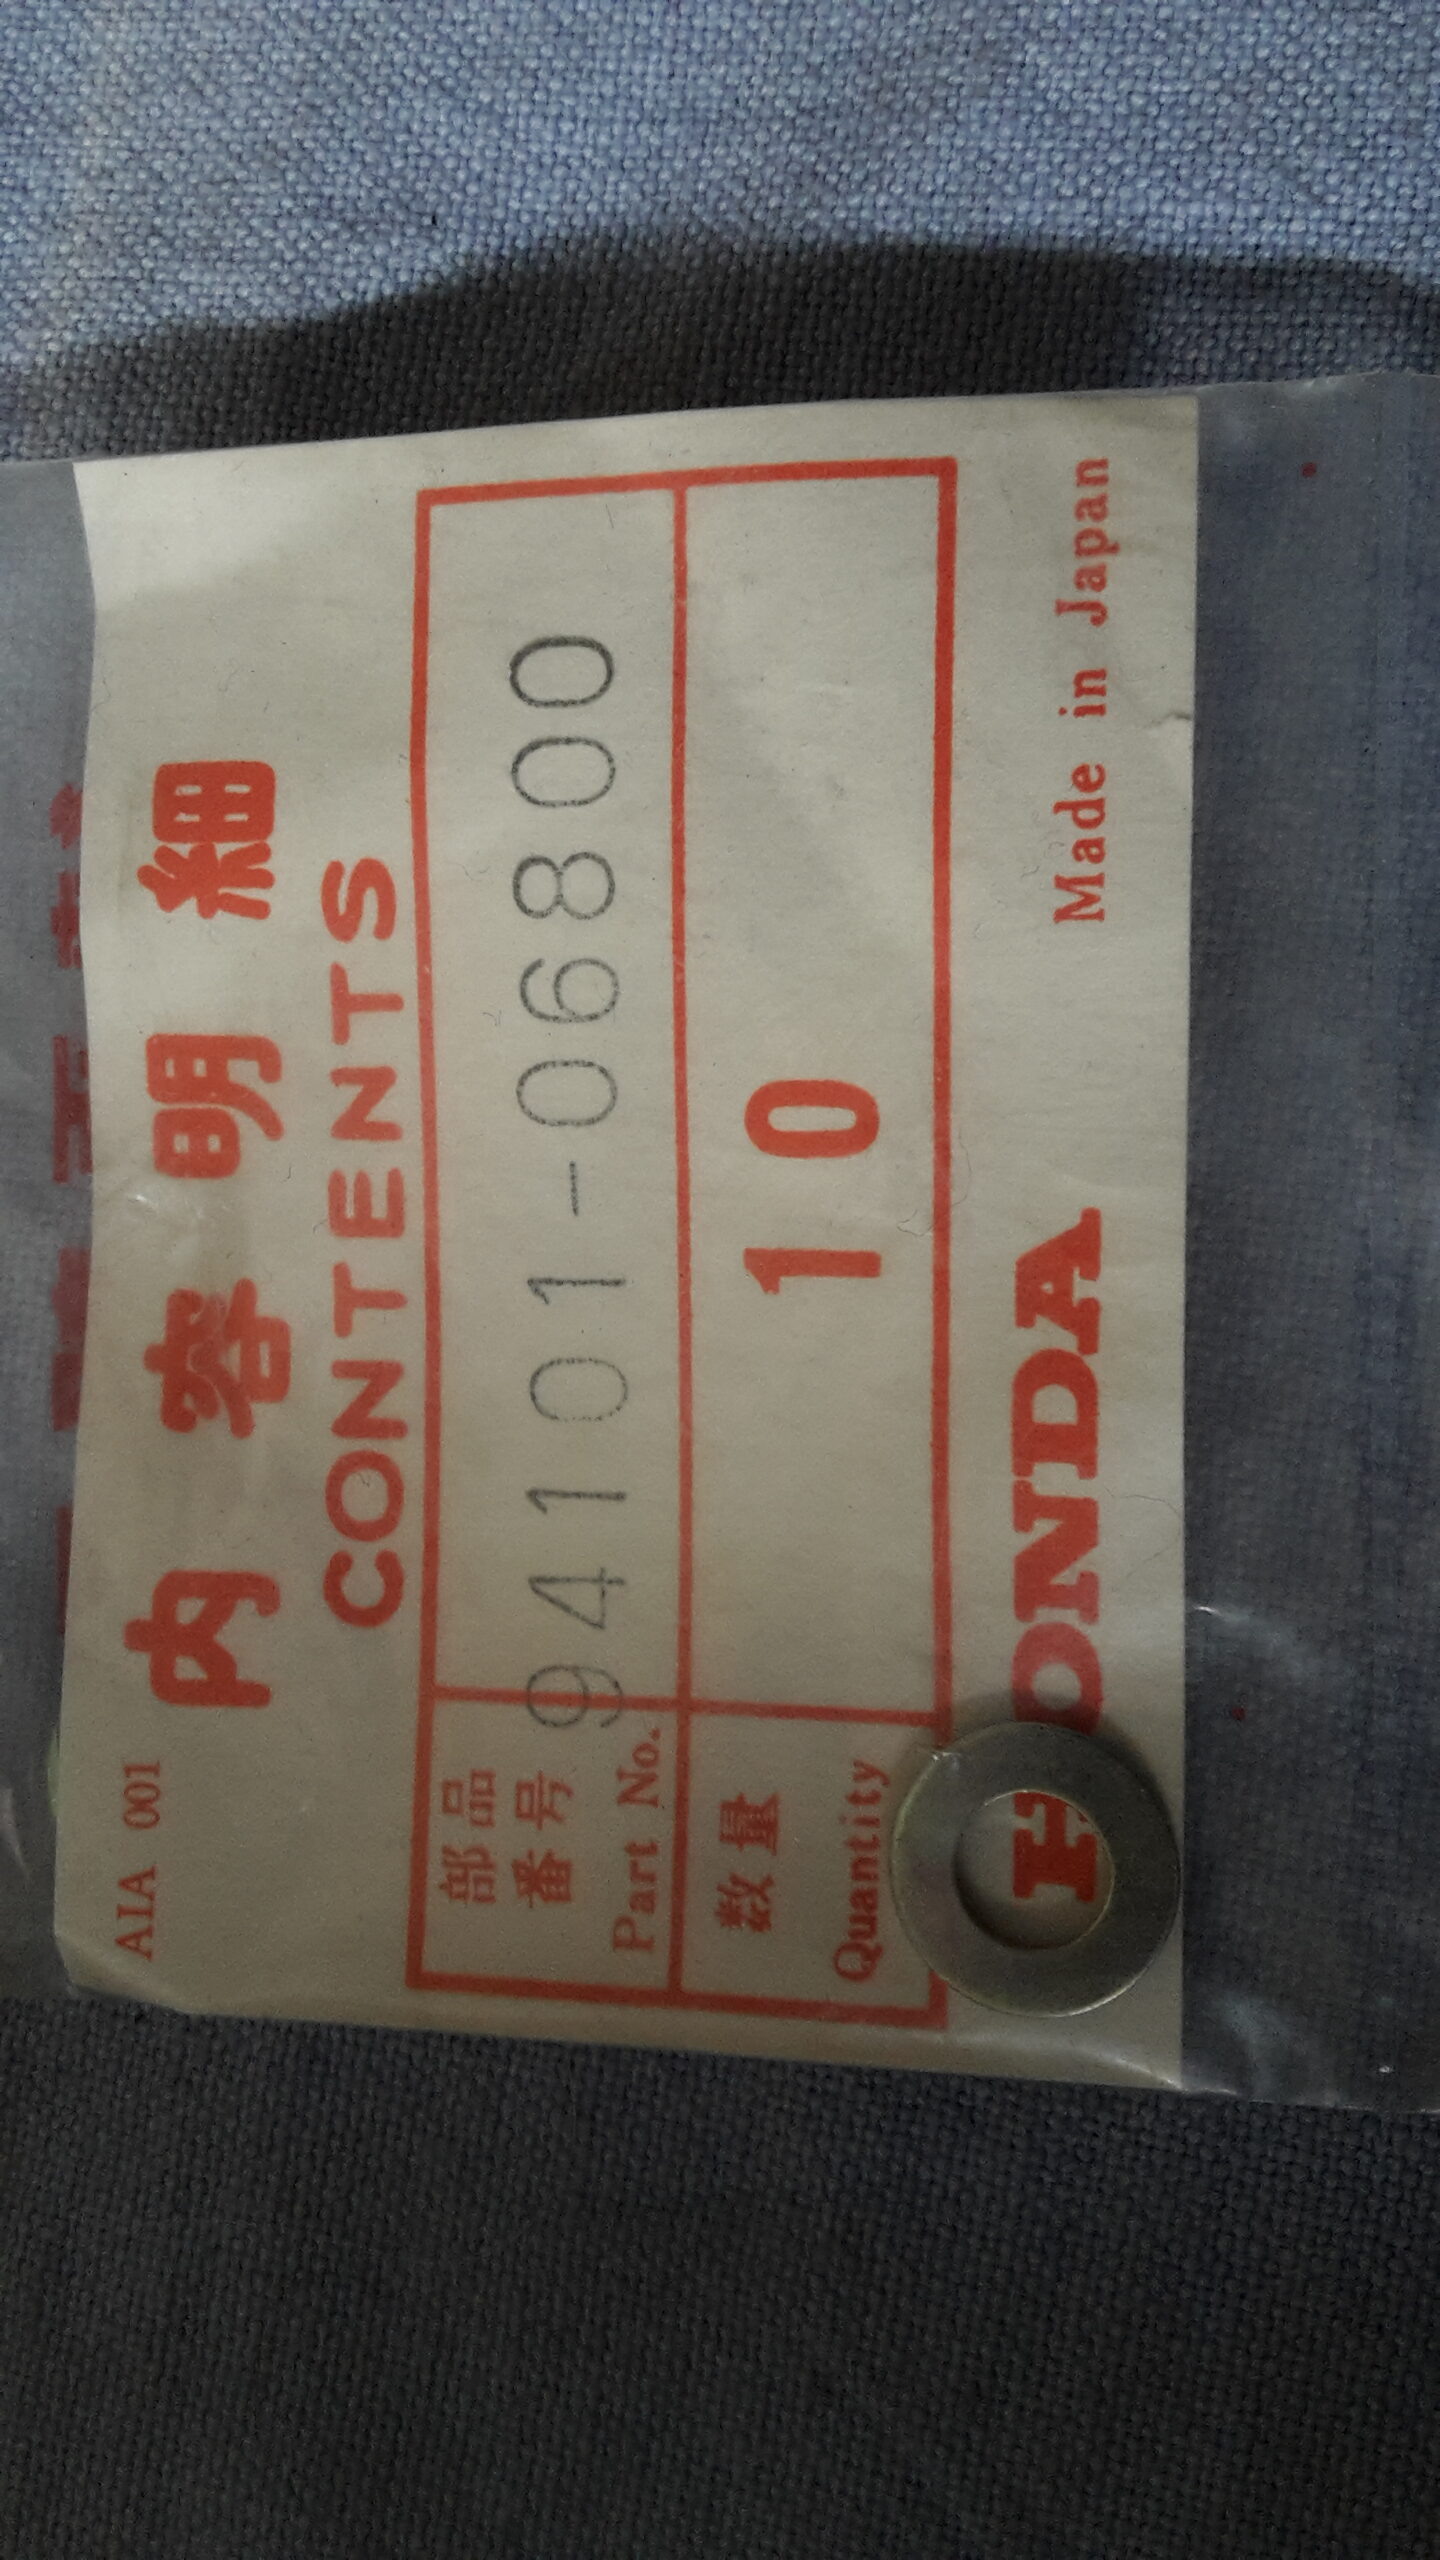 AIA 001
内容明細
CONTENTS
部品
番号
Part No.
94101-06800
数量
Quantity
10
HONDA
Made in Japan